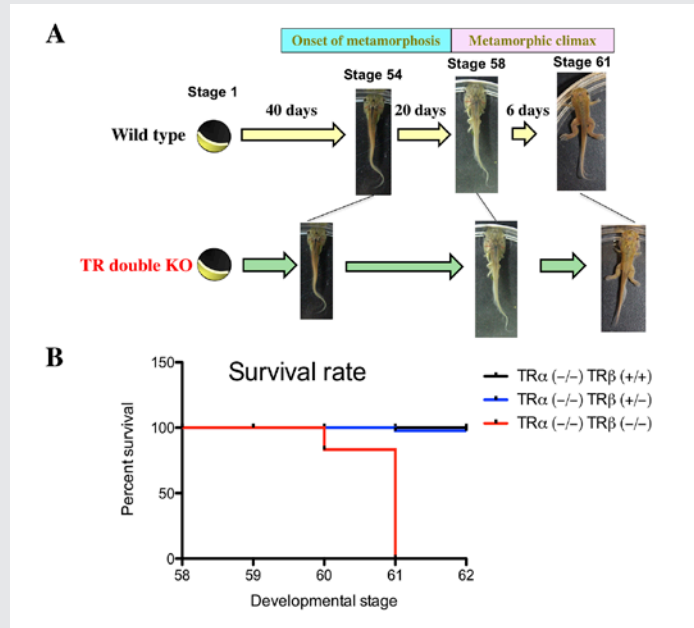 A
Onset of metamorphosis Metamorphic climax
Stage 1 Stage 54 Stage 58 Stage 61
Wild type 40 days 20 days 6 days
TR double KO
B
Survival rate
TRα (−/−) TRβ (+/+)
TRα (−/−) TRβ (+/−)
TRα (−/−) TRβ (−/−)
Percent survival
150
100
50
0
58 59 60 61 62
Developmental stage